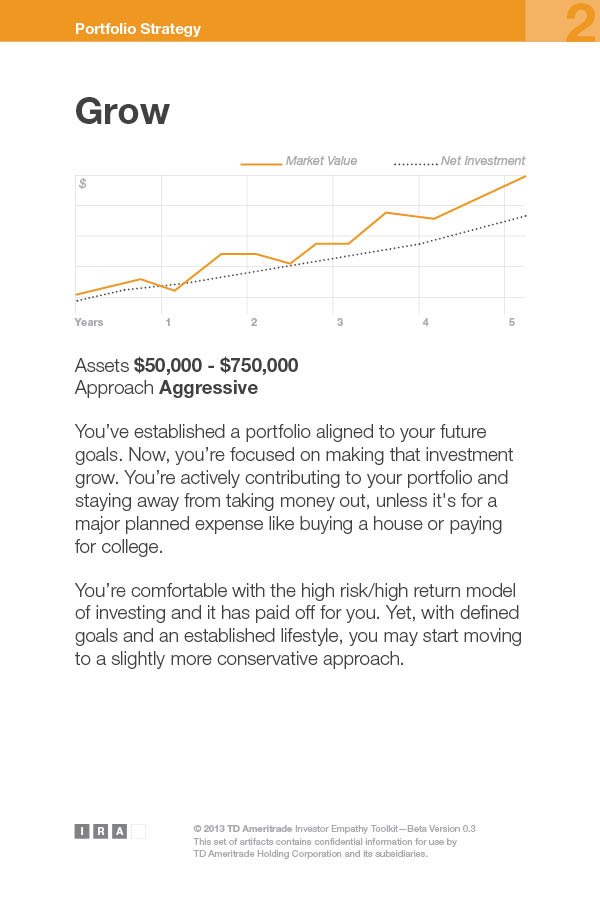 Portfolio Strategy 2
Grow
Market Value Net Investment
$
Years 1 2 3 4 5
Assets $50,000 - $750,000
Approach Aggressive
You’ve established a portfolio aligned to your future
goals. Now, you’re focused on making that investment
grow. You’re actively contributing to your portfolio and
staying away from taking money out, unless it's for a
major planned expense like buying a house or paying
for college.
You’re comfortable with the high risk/high return model
of investing and it has paid off for you. Yet, with defined
goals and an established lifestyle, you may start moving
to a slightly more conservative approach.
I R A
© 2013 TD Ameritrade Investor Empathy Toolkit—Beta Version 0.3
This set of artifacts contains confidential information for use by
TD Ameritrade Holding Corporation and its subsidiaries.